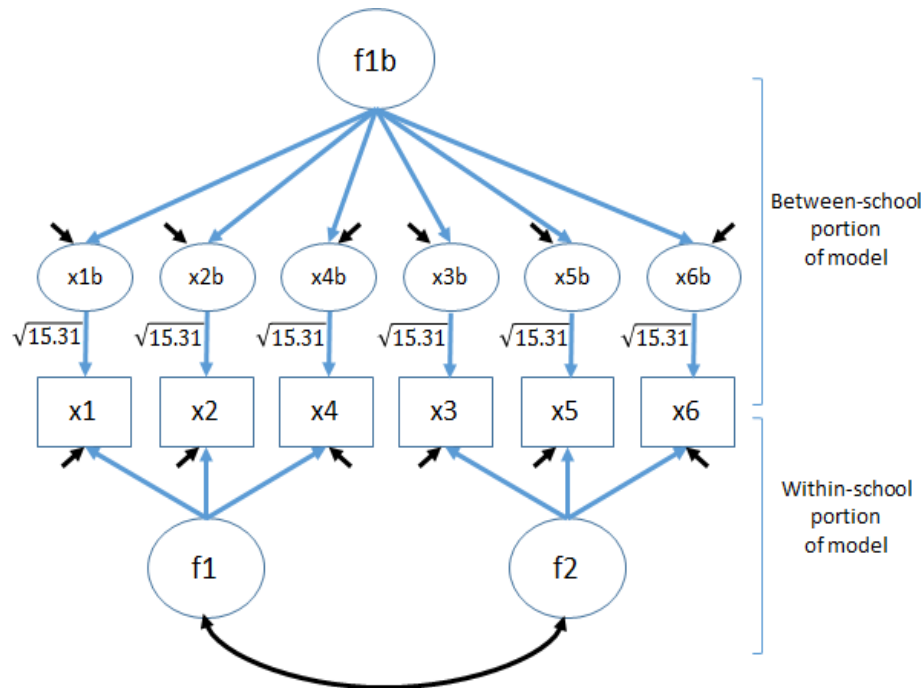 f1b
Between-school
portion
of model
x1b x2b x4b x3b x5b x6b
√15.31 √15.31 √15.31 √15.31 √15.31 √15.31
x1 x2 x4 x3 x5 x6
Within-school
portion
of model
f1 f2